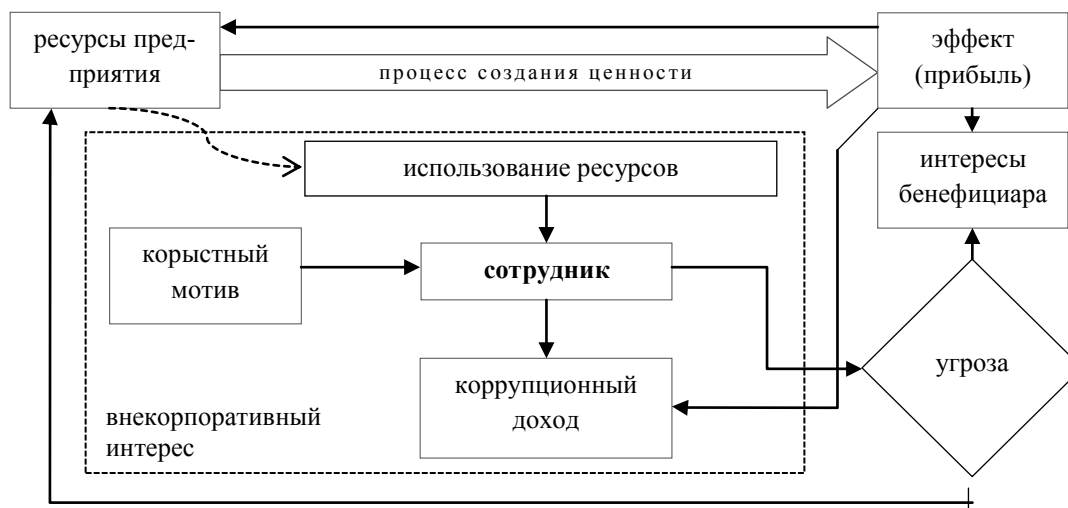 ресурсы пред-
приятия
эффект
(прибыль)
процесс создания ценности
использование ресурсов
интересы
бенефициара
корыстный
мотив
сотрудник
угроза
коррупционный
доход
внекорпоративный
интерес